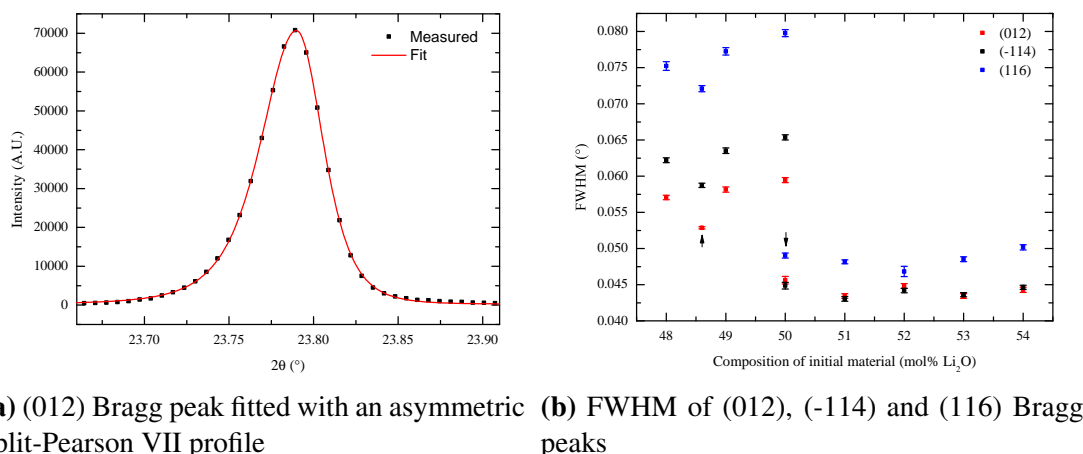 70000
60000
50000
40000
30000
20000
10000
0
Intensity (A.U.)
Measured
Fit
23.70 23.75 23.80 23.85 23.90
2θ (°)
0.080
0.075
0.070
0.065
0.060
0.055
0.050
0.045
0.040
FWHM (°)
(012)
(-114)
(116)
48 49 50 51 52 53 54
Composition of initial material (mol% Li₂O)
) (012) Bragg peak fitted with an asymmetric
plit-Pearson VII profile
(b) FWHM of (012), (-114) and (116) Bragg
peaks